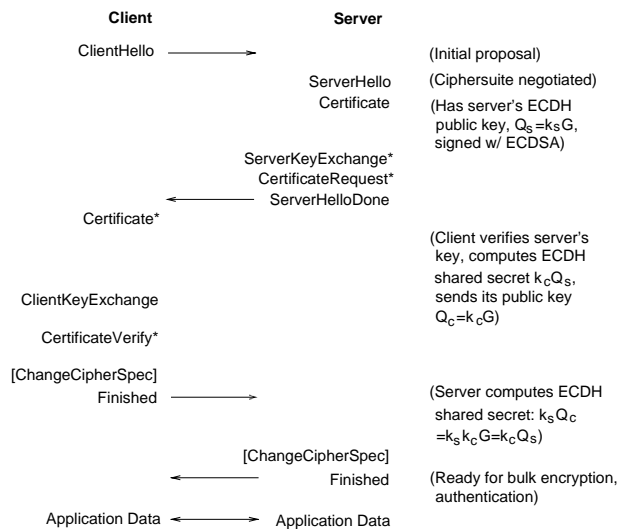 Client Server
ClientHello (Initial proposal)
ServerHello (Ciphersuite negotiated)
Certificate (Has server's ECDH
public key, Qs=ksG,
signed w/ ECDSA)
ServerKeyExchange*
CertificateRequest*
ServerHelloDone
Certificate*
(Client verifies server's
key, computes ECDH
shared secret kcQs,
ClientKeyExchange sends its public key
Qc=kcG)
CertificateVerify*
[ChangeCipherSpec]
Finished (Server computes ECDH
shared secret: ksQc
=kskcG=kcQs)
[ChangeCipherSpec]
Finished (Ready for bulk encryption,
authentication)
Application Data Application Data